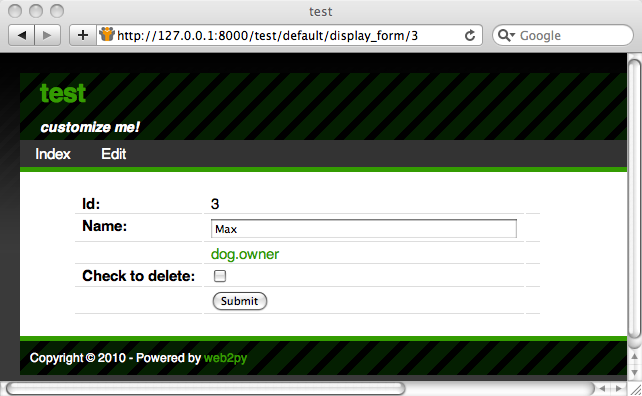 test
http://127.0.0.1:8000/test/default/display_form/3
Google
test
customize me!
Index Edit
Id: 3
Name: Max
dog.owner
Check to delete:
Submit
Copyright © 2010 - Powered by web2py